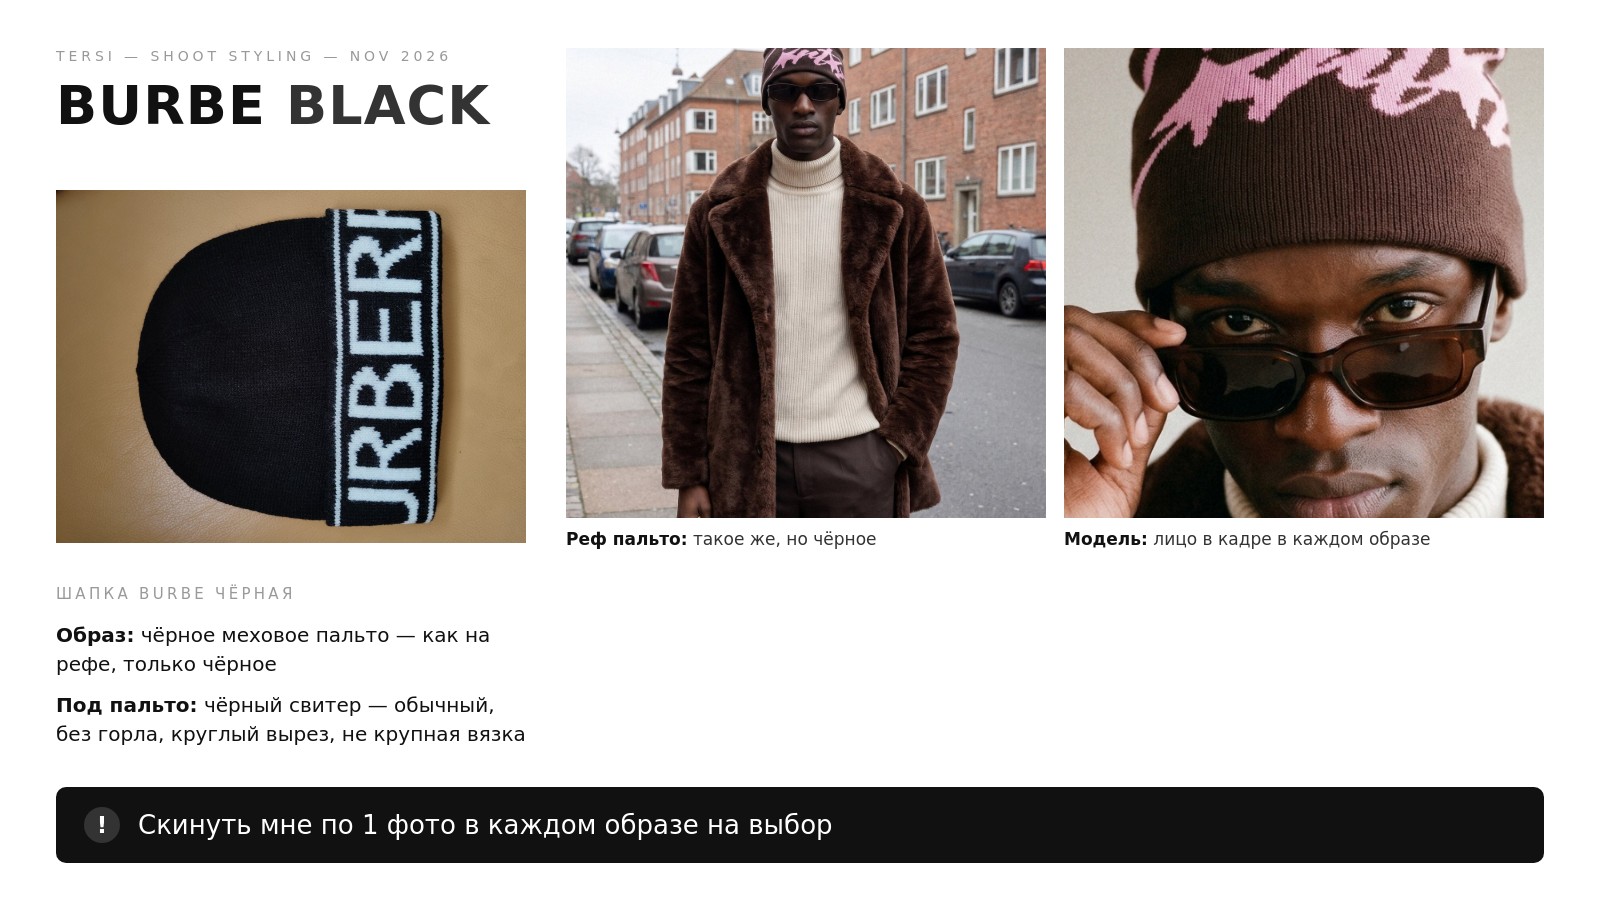 TERSI — SHOOT STYLING — NOV 2026
BURBE BLACK
URBERR
Реф пальто: такое же, но чёрное
Модель: лицо в кадре в каждом образе
ШАПКА BURBE ЧЁРНАЯ
Образ: чёрное меховое пальто — как на
рефе, только чёрное
Под пальто: чёрный свитер — обычный,
без горла, круглый вырез, не крупная вязка
! Скинуть мне по 1 фото в каждом образе на выбор